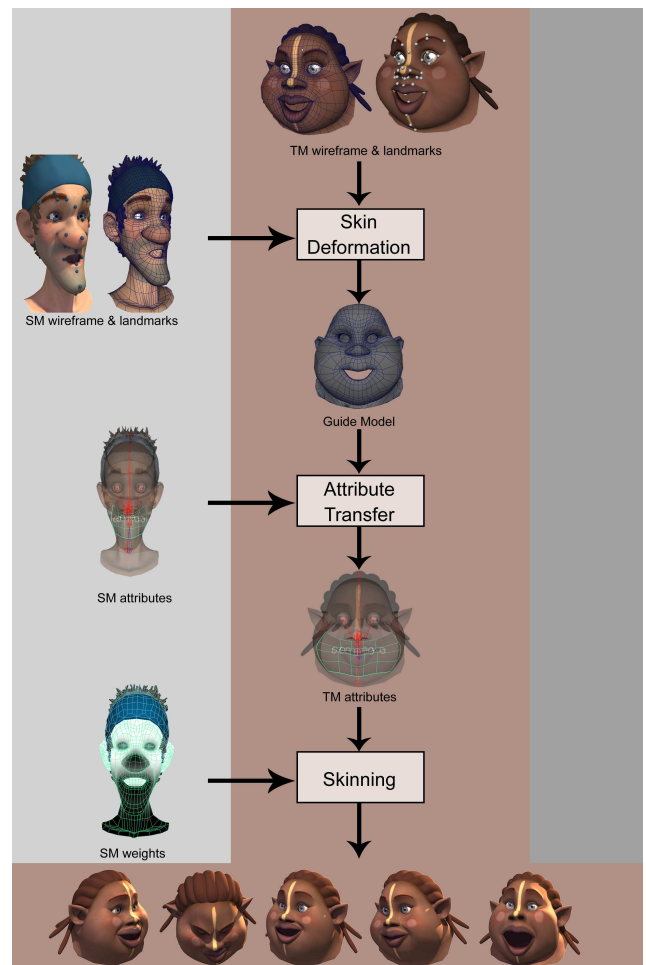 TM wireframe & landmarks
Skin
Deformation
SM wireframe & landmarks
Guide Model
Attribute
Transfer
SM attributes
TM attributes
Skinning
SM weights